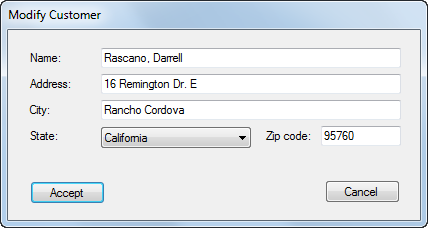 Modify Customer
Name: Rascano, Darrell
Address: 16 Remington Dr. E
City: Rancho Cordova
State: California Zip code: 95760
Accept Cancel